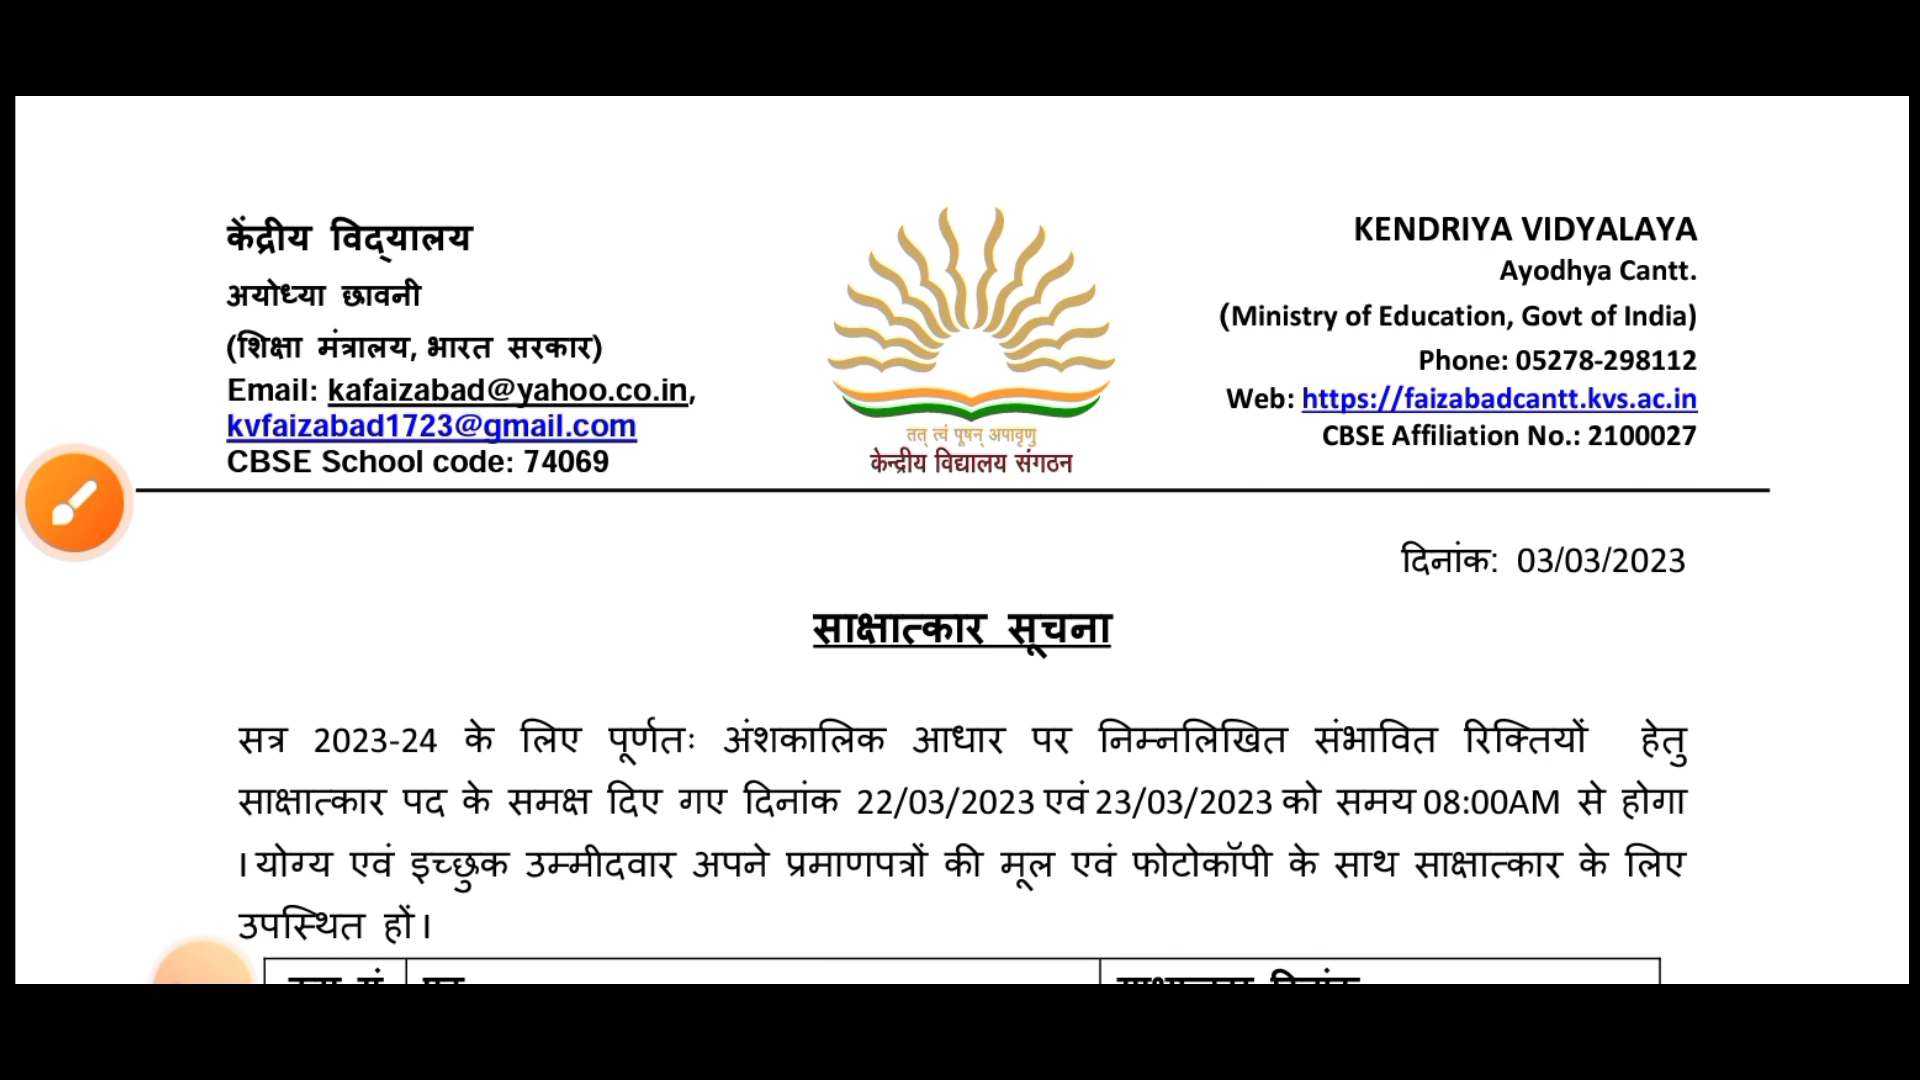 केंद्रीय विद्यालय
अयोध्या छावनी
(शिक्षा मंत्रालय, भारत सरकार)
Email: kafaizabad@yahoo.co.in,
kvfaizabad1723@gmail.com
CBSE School code: 74069
तत् त्वं पूषन् अपावृणु
केन्द्रीय विद्यालय संगठन
KENDRIYA VIDYALAYA
Ayodhya Cantt.
(Ministry of Education, Govt of India)
Phone: 05278-298112
Web: https://faizabadcantt.kvs.ac.in
CBSE Affiliation No.: 2100027
दिनांक: 03/03/2023
साक्षात्कार सूचना
सत्र 2023-24 के लिए पूर्णतः अंशकालिक आधार पर निम्नलिखित संभावित रिक्तियों हेतु
साक्षात्कार पद के समक्ष दिए गए दिनांक 22/03/2023 एवं 23/03/2023 को समय 08:00AM से होगा
। योग्य एवं इच्छुक उम्मीदवार अपने प्रमाणपत्रों की मूल एवं फोटोकॉपी के साथ साक्षात्कार के लिए
उपस्थित हों।